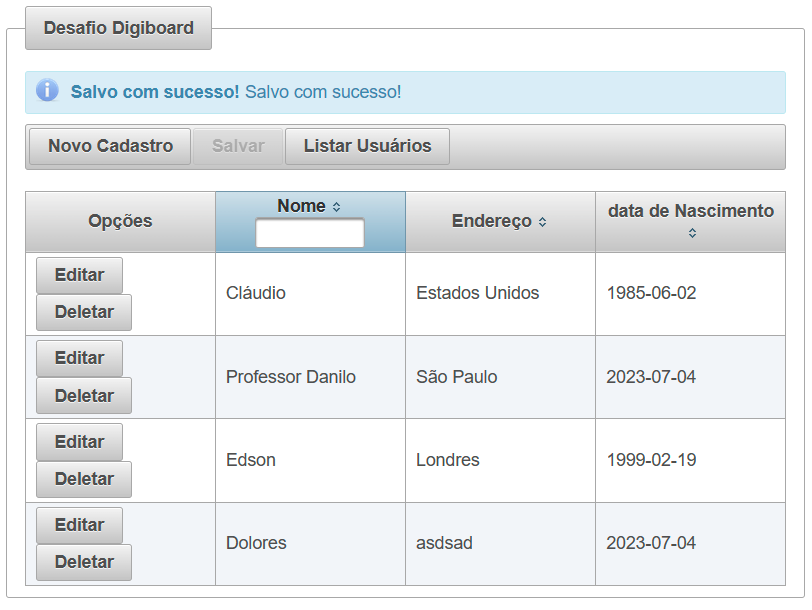 Desafio Digiboard
Salvo com sucesso! Salvo com sucesso!
Novo Cadastro Salvar Listar Usuários
Opções Nome Endereço data de Nascimento
Editar
Deletar
Cláudio Estados Unidos 1985-06-02
Editar
Deletar
Professor Danilo São Paulo 2023-07-04
Editar
Deletar
Edson Londres 1999-02-19
Editar
Deletar
Dolores asdsad 2023-07-04